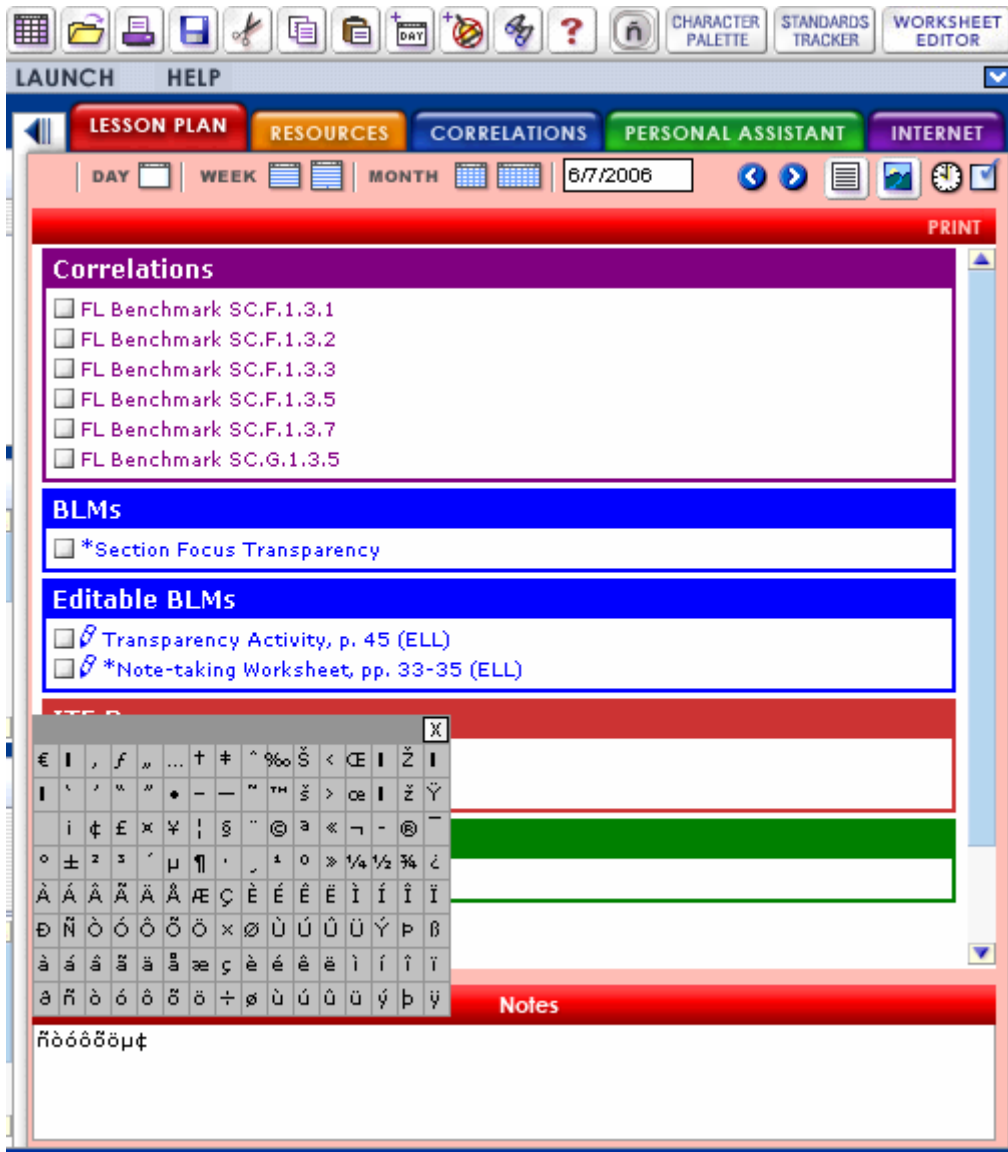 DAY ? ñ CHARACTER PALETTE STANDARDS TRACKER WORKSHEET EDITOR
LAUNCH HELP
LESSON PLAN RESOURCES CORRELATIONS PERSONAL ASSISTANT INTERNET
DAY WEEK MONTH 6/7/2006
PRINT
Correlations
FL Benchmark SC.F.1.3.1
FL Benchmark SC.F.1.3.2
FL Benchmark SC.F.1.3.3
FL Benchmark SC.F.1.3.5
FL Benchmark SC.F.1.3.7
FL Benchmark SC.G.1.3.5
BLMs
*Section Focus Transparency
Editable BLMs
Transparency Activity, p. 45 (ELL)
*Note-taking Worksheet, pp. 33-35 (ELL)
X
€ ‚ ƒ „ … † ‡ ˆ ‰ Š ‹ Œ Ž
‘ ’ “ ” • – — ˜ ™ š › œ ž Ÿ
¡ ¢ £ ¤ ¥ ¦ § ¨ © ª « ¬ - ® ¯
° ± ² ³ ´ µ ¶ · ¸ ¹ º » ¼ ½ ¾ ¿
À Á Â Ã Ä Å Æ Ç È É Ê Ë Ì Í Î Ï
Ð Ñ Ò Ó Ô Õ Ö × Ø Ù Ú Û Ü Ý Þ ß
à á â ã ä å æ ç è é ê ë ì í î ï
ð ñ ò ó ô õ ö ÷ ø ù ú û ü ý þ ÿ
Notes
ñòóôõöµ¢